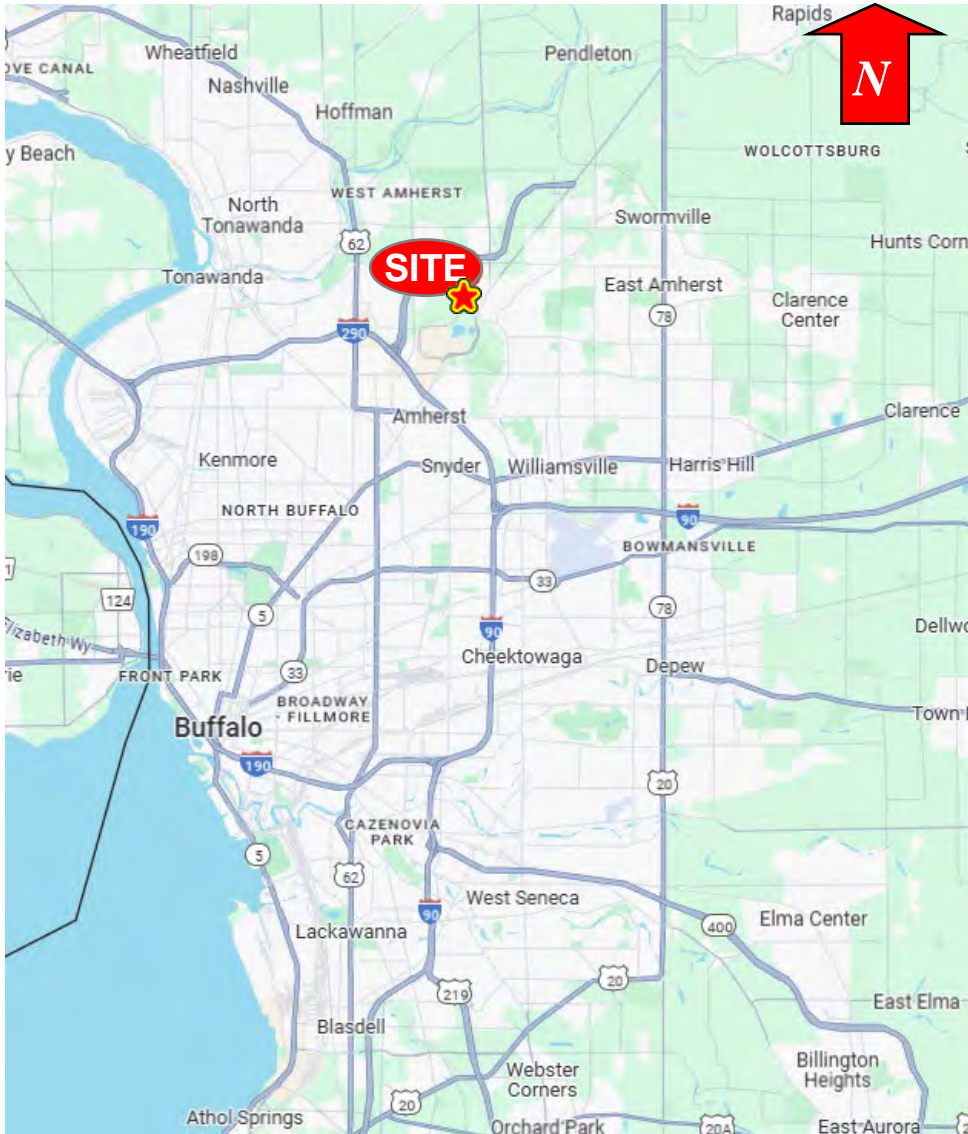 Rapids
Wheatfield
Pendleton
OVE CANAL
Nashville
N
Hoffman
y Beach
WOLCOTTSBURG
WEST AMHERST
North
Tonawanda
Swormville
62
Hunts Corn
SITE
Tonawanda
East Amherst
Clarence
Center
78
290
Amherst
Clarence
Kenmore
Snyder
Williamsville
Harris Hill
NORTH BUFFALO
90
190
BOWMANSVILLE
198
33
124
5
78
90
Elizabeth Wy
Dellwo
Cheektowaga
Depew
rie
FRONT PARK
33
BROADWAY
- FILLMORE
Town
Buffalo
190
20
CAZENOVIA
PARK
5
62
West Seneca
90
Elma Center
400
Lackawanna
20
219
East Elma
Blasdell
Billington
Heights
Webster
Corners
20
Athol Springs
Orchard Park
20A
East Aurora